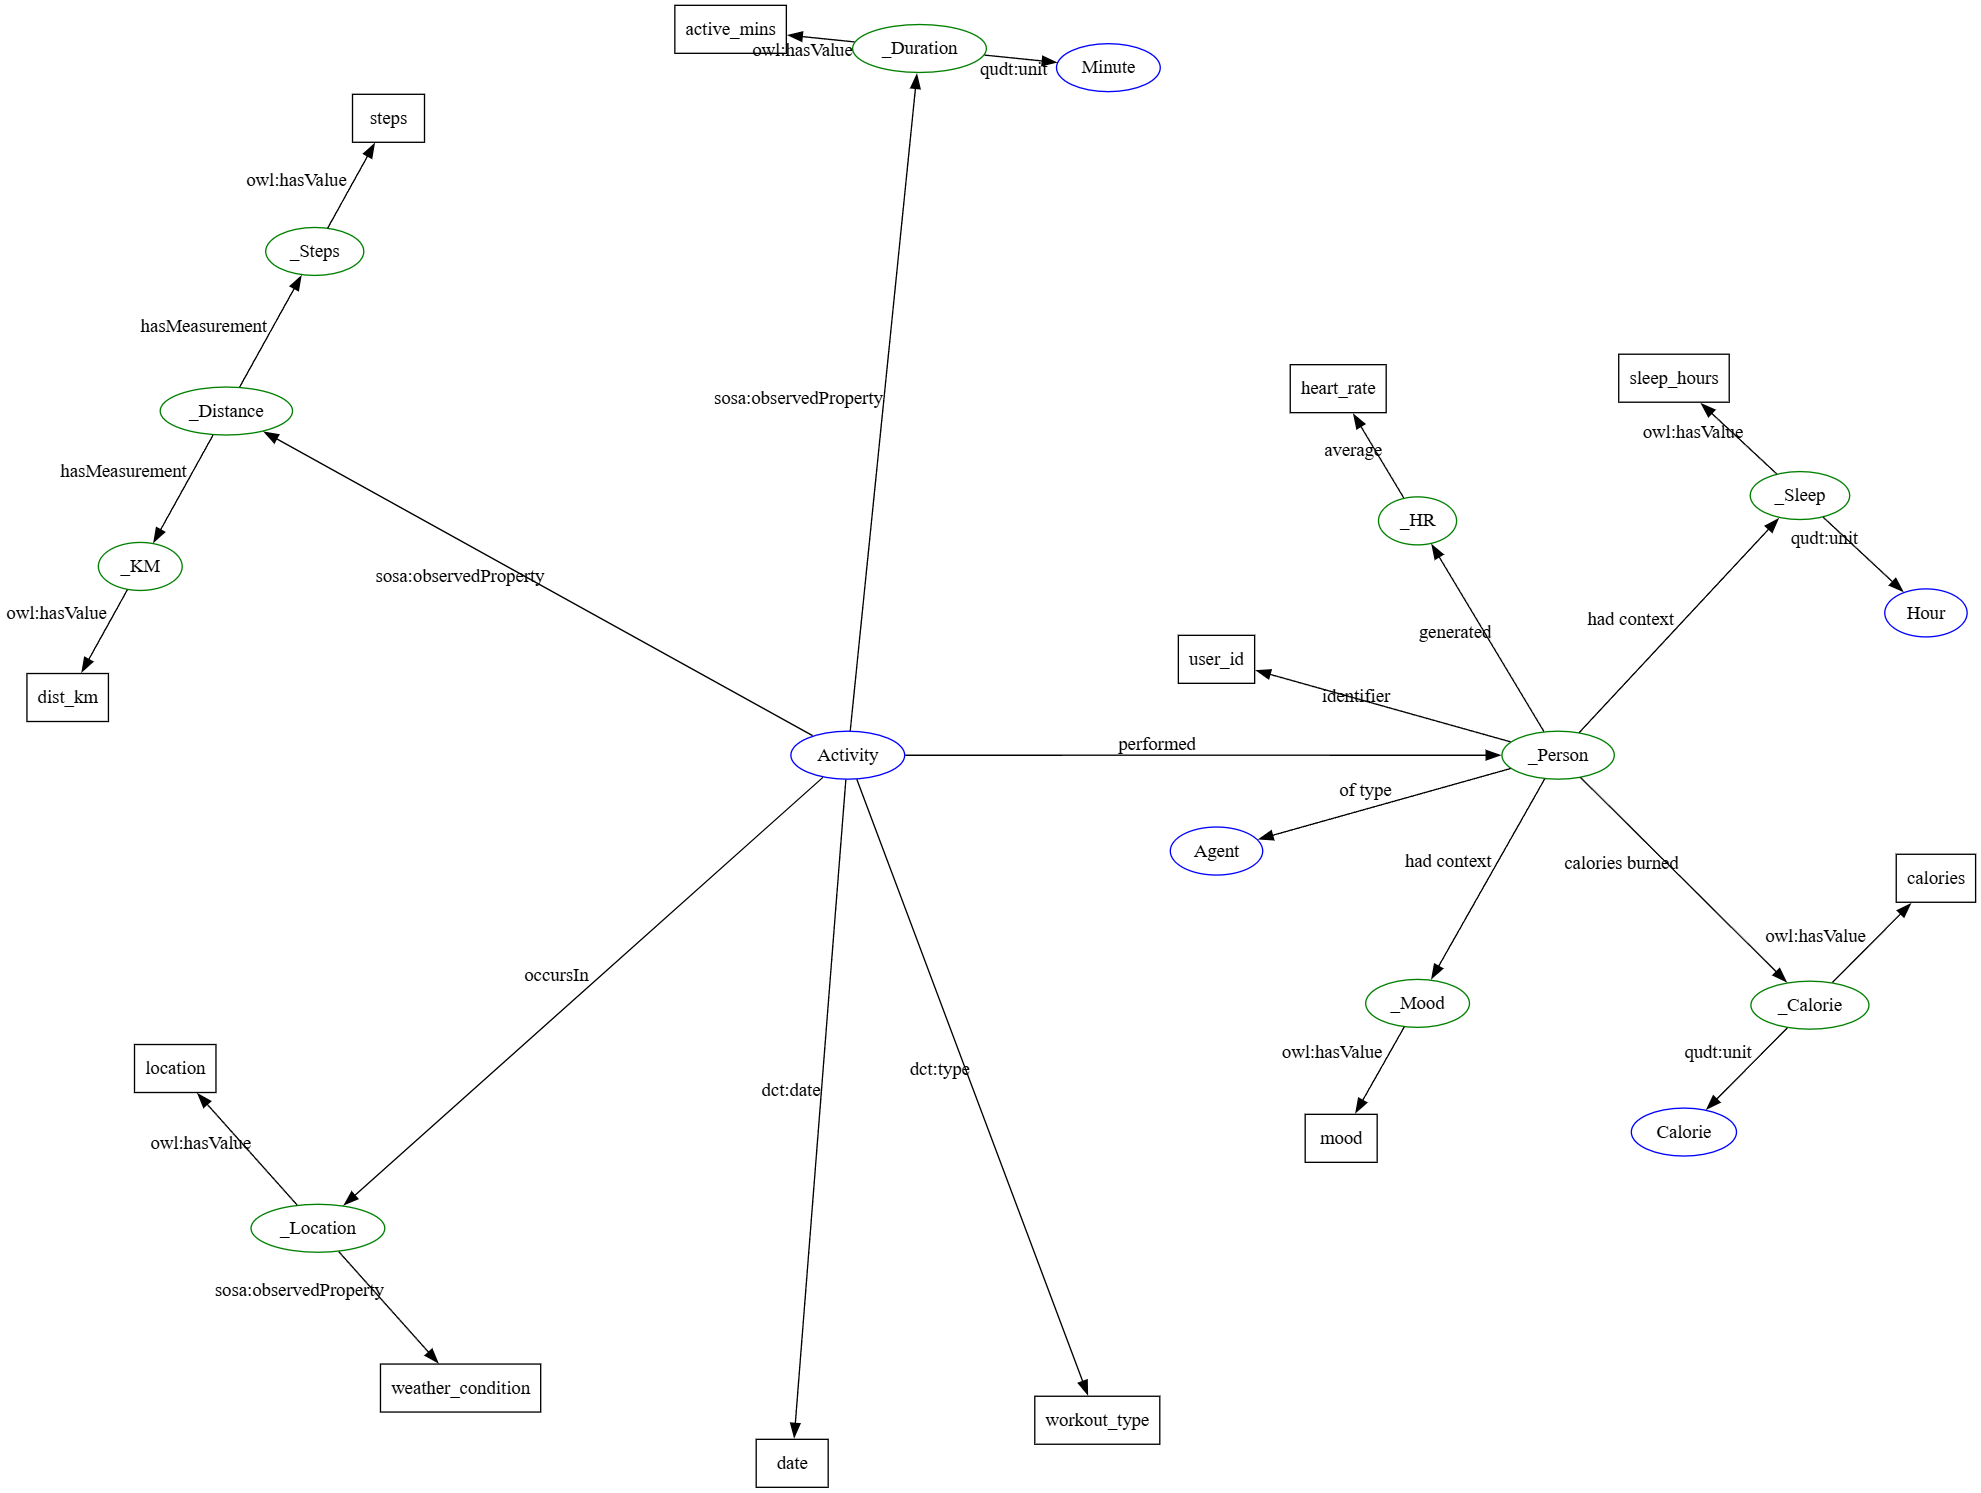 active_mins
owl:hasValue
_Duration
qudt:unit
Minute
steps
owl:hasValue
_Steps
hasMeasurement
_Distance
hasMeasurement
_KM
owl:hasValue
dist_km
sosa:observedProperty
sosa:observedProperty
heart_rate
average
_HR
generated
sleep_hours
owl:hasValue
_Sleep
qudt:unit
Hour
had context
user_id
identifier
Activity
performed
_Person
of type
Agent
had context
_Mood
owl:hasValue
mood
calories burned
calories
owl:hasValue
_Calorie
qudt:unit
Calorie
occursIn
location
owl:hasValue
_Location
sosa:observedProperty
weather_condition
dct:date
date
dct:type
workout_type